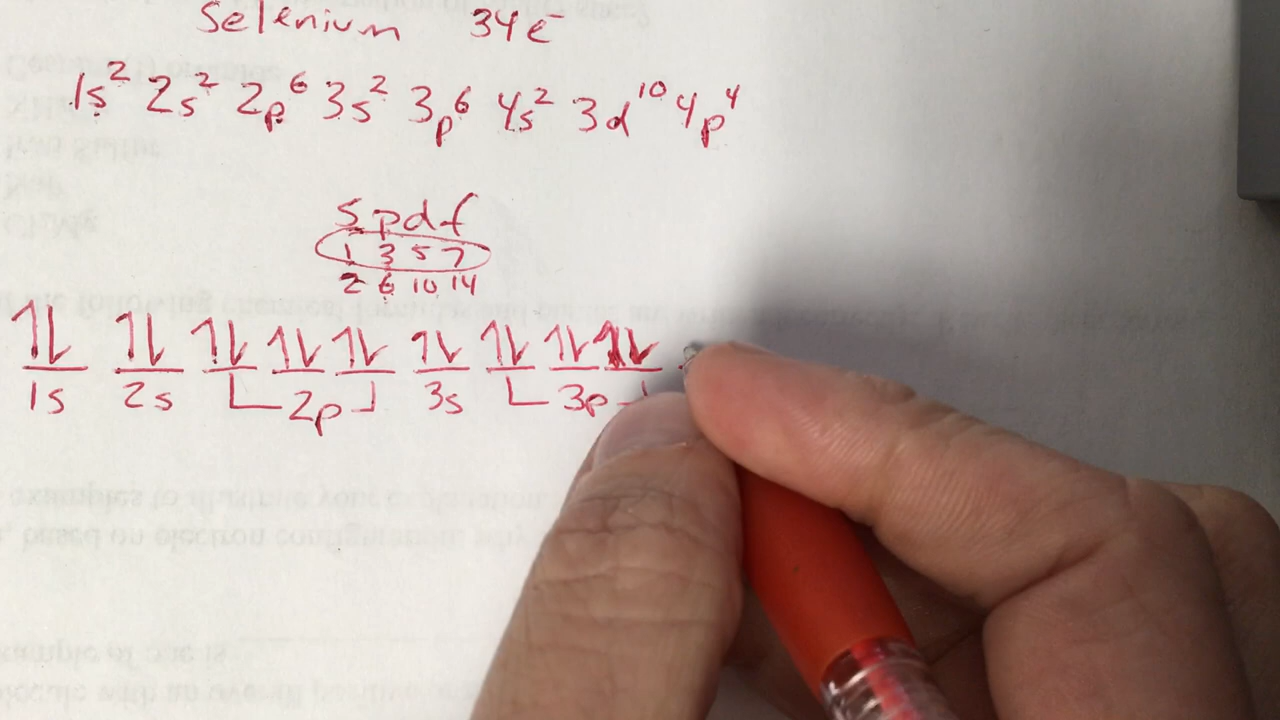 Selenium 34e⁻
1s² 2s² 2p⁶ 3s² 3p⁶ 4s² 3d¹⁰ 4p⁴
s p d f
1 3 5 7
2 6 10 14
↿⇂ ↿⇂ ↿⇂ ↿⇂ ↿⇂ ↿⇂ ↿⇂ ↿⇂ ↿⇂
1s 2s 2p 3s 3p